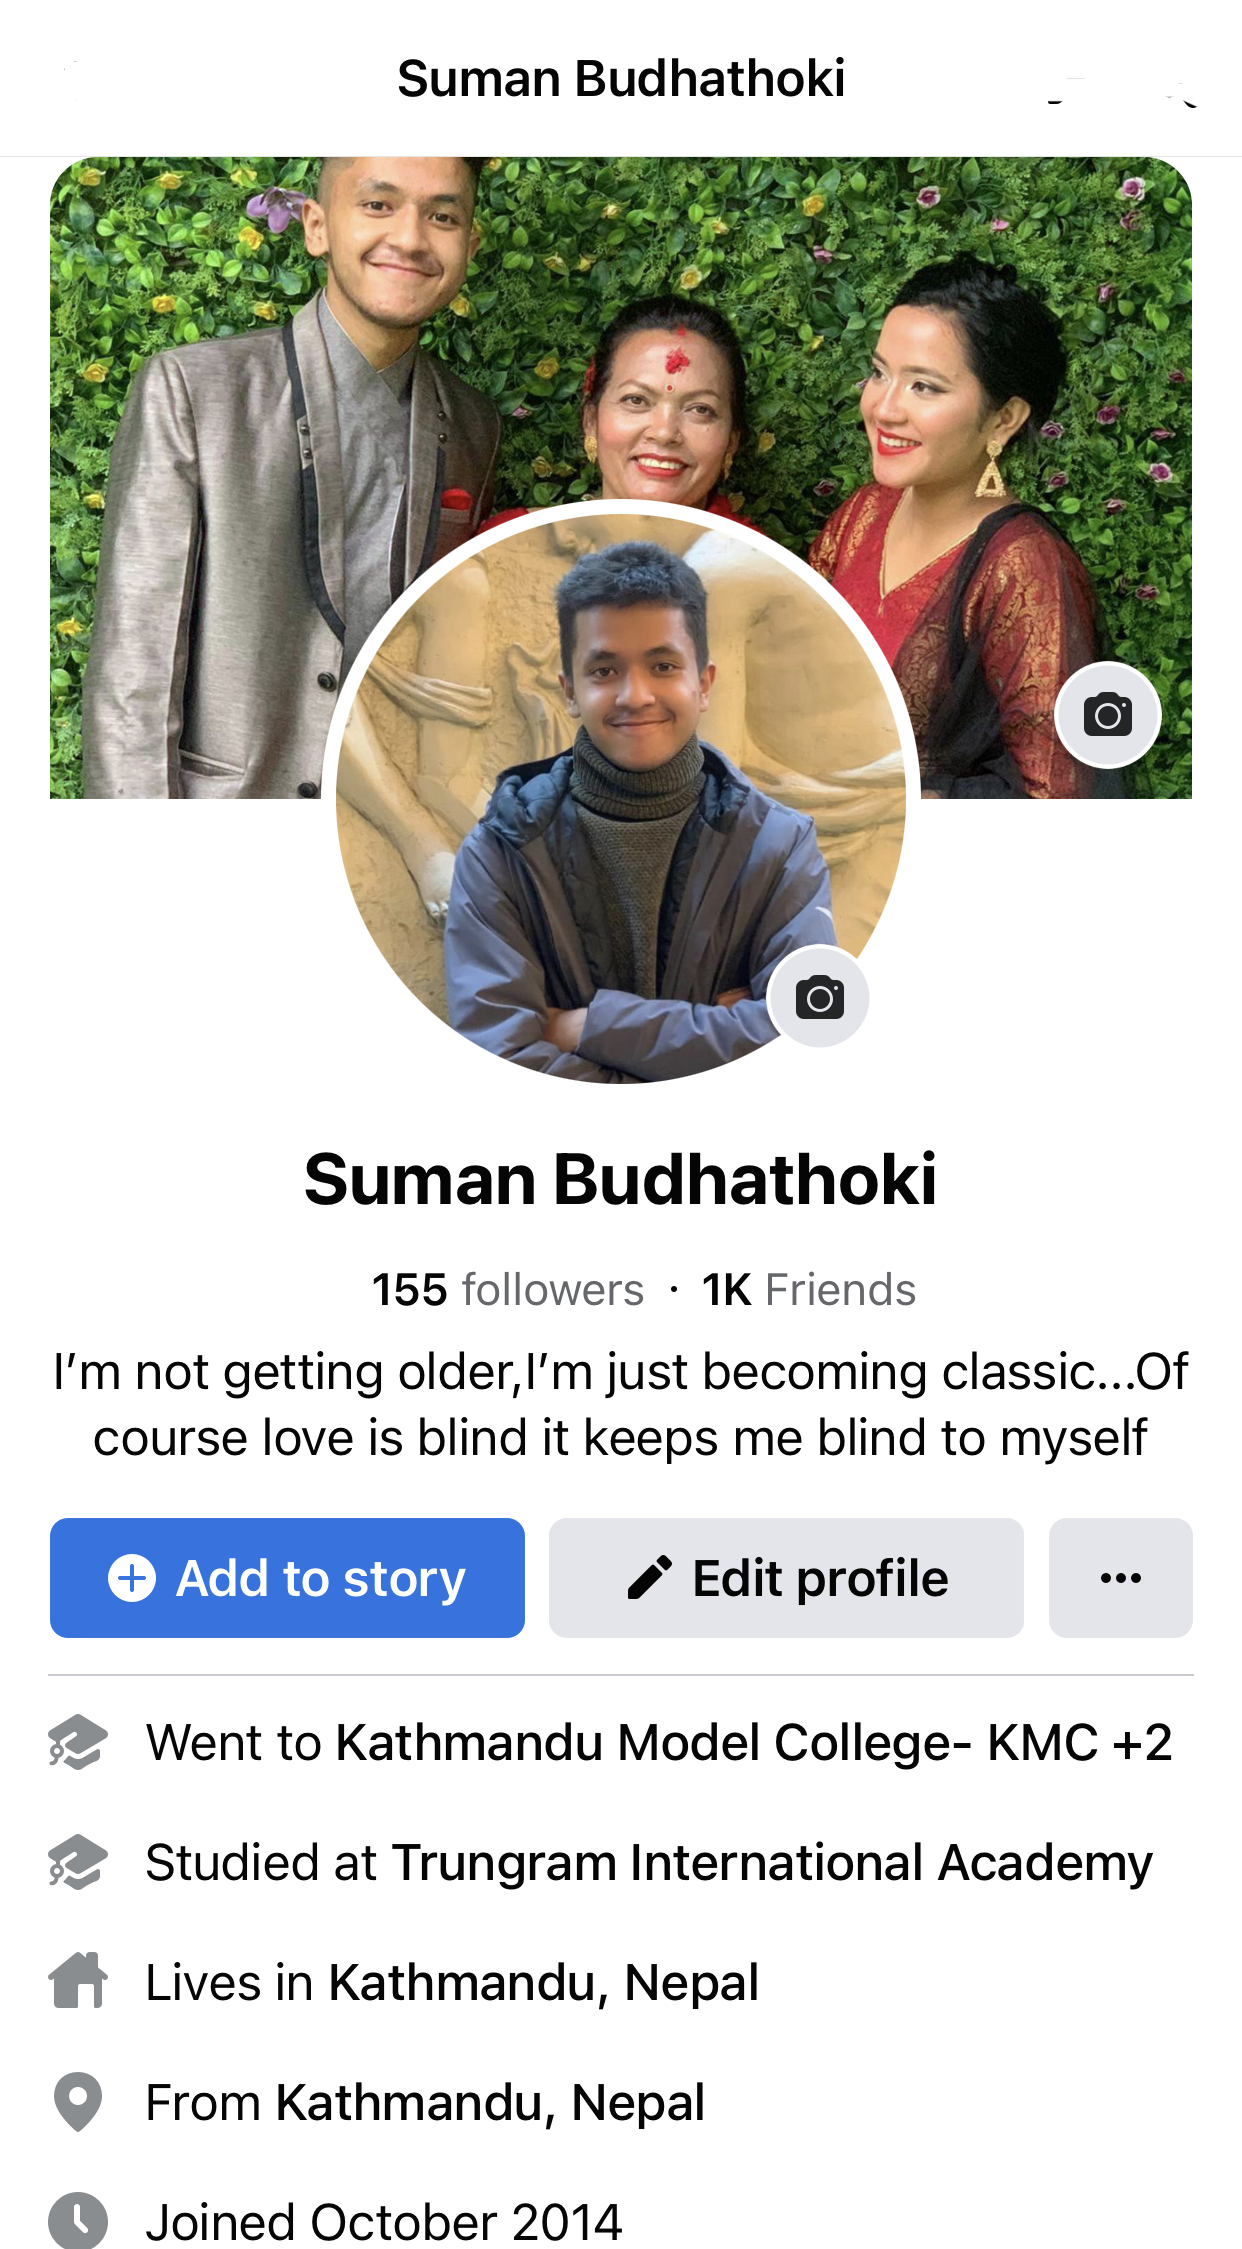 Suman Budhathoki
Suman Budhathoki
155 followers · 1K Friends
I’m not getting older,I’m just becoming classic...Of
course love is blind it keeps me blind to myself
Add to story
Edit profile
Went to Kathmandu Model College- KMC +2
Studied at Trungram International Academy
Lives in Kathmandu, Nepal
From Kathmandu, Nepal
Joined October 2014